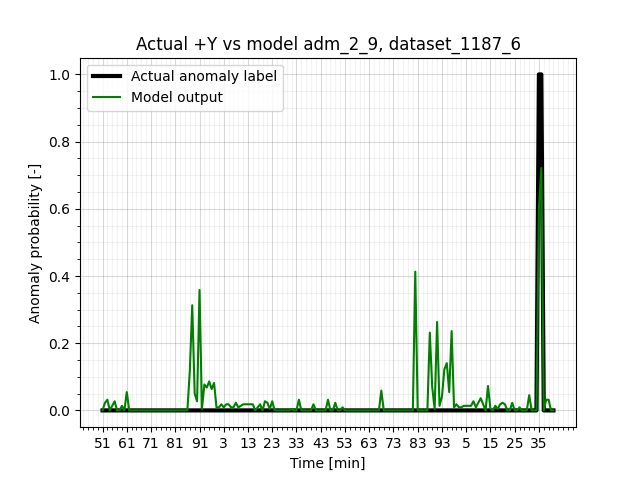 Actual +Y vs model adm_2_9, dataset_1187_6
Actual anomaly label
Model output
Anomaly probability [-]
1.0
0.8
0.6
0.4
0.2
0.0
51 61 71 81 91 3 13 23 33 43 53 63 73 83 93 5 15 25 35
Time [min]